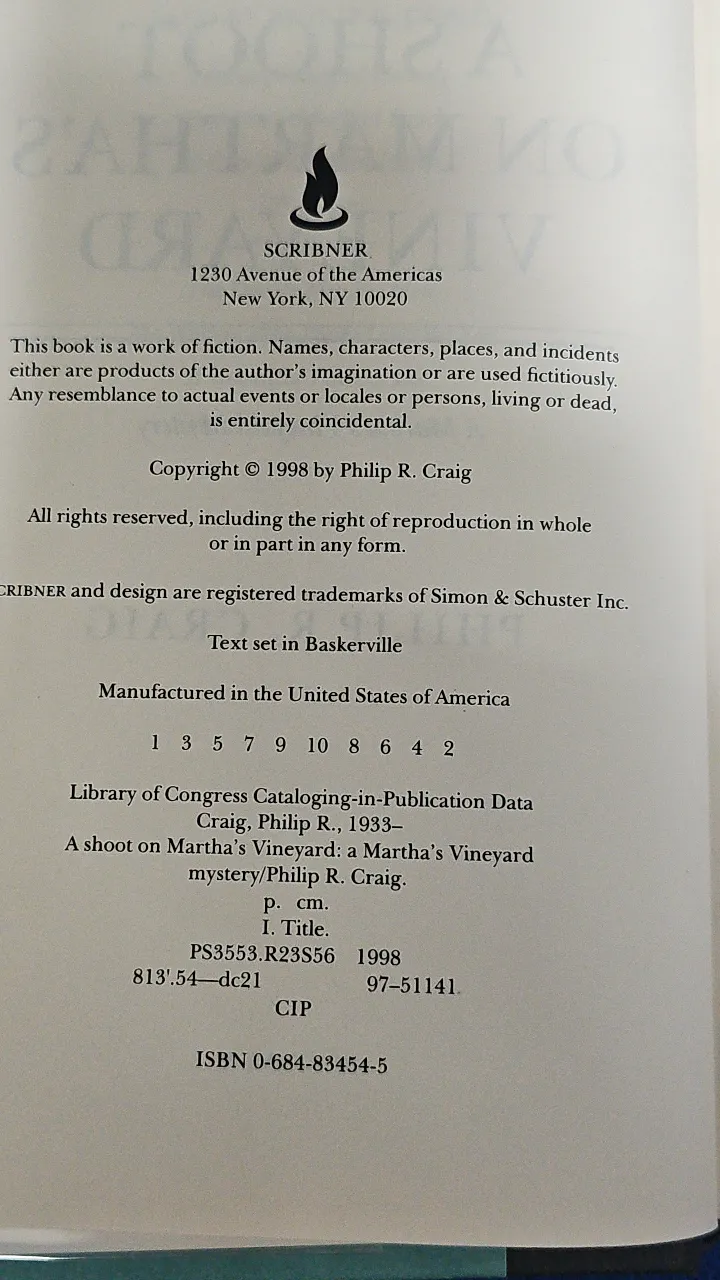 SCRIBNER
1230 Avenue of the Americas
New York, NY 10020
This book is a work of fiction. Names, characters, places, and incidents
either are products of the author's imagination or are used fictitiously.
Any resemblance to actual events or locales or persons, living or dead,
is entirely coincidental.
Copyright © 1998 by Philip R. Craig
All rights reserved, including the right of reproduction in whole
or in part in any form.
CRIBNER and design are registered trademarks of Simon & Schuster Inc.
Text set in Baskerville
Manufactured in the United States of America
1 3 5 7 9 10 8 6 4 2
Library of Congress Cataloging-in-Publication Data
Craig, Philip R., 1933–
A shoot on Martha's Vineyard: a Martha's Vineyard
mystery/Philip R. Craig.
p. cm.
I. Title.
PS3553.R23S56 1998
813'.54—dc21 97–51141
CIP
ISBN 0-684-83454-5